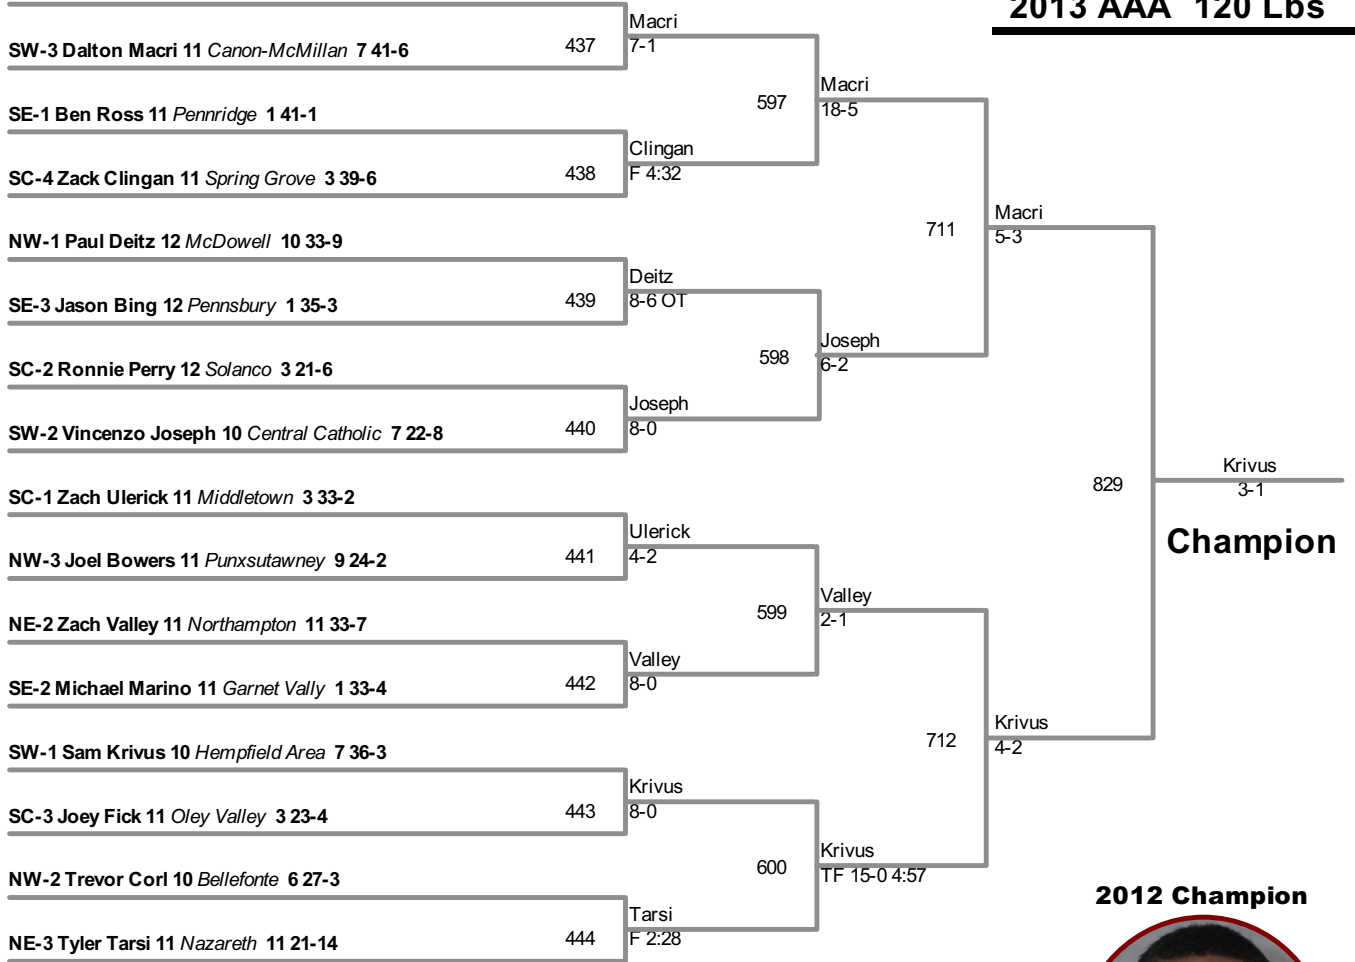 2013 AAA 120 Lbs
SW-3 Dalton Macri 11 Canon-McMillan 7 41-6
437
Macri
7-1
SE-1 Ben Ross 11 Pennridge 1 41-1
597
Macri
18-5
SC-4 Zack Clingan 11 Spring Grove 3 39-6
438
Clingan
F 4:32
NW-1 Paul Deitz 12 McDowell 10 33-9
711
Macri
5-3
SE-3 Jason Bing 12 Pennsbury 1 35-3
439
Deitz
8-6 OT
SC-2 Ronnie Perry 12 Solanco 3 21-6
598
Joseph
6-2
SW-2 Vincenzo Joseph 10 Central Catholic 7 22-8
440
Joseph
8-0
SC-1 Zach Ulerick 11 Middletown 3 33-2
829
Krivus
3-1
Champion
NW-3 Joel Bowers 11 Punxsutawney 9 24-2
441
Ulerick
4-2
NE-2 Zach Valley 11 Northampton 11 33-7
599
Valley
2-1
SE-2 Michael Marino 11 Garnet Vally 1 33-4
442
Valley
8-0
SW-1 Sam Krivus 10 Hempfield Area 7 36-3
712
Krivus
4-2
SC-3 Joey Fick 11 Oley Valley 3 23-4
443
Krivus
8-0
NW-2 Trevor Corl 10 Bellefonte 6 27-3
600
Krivus
TF 15-0 4:57
NE-3 Tyler Tarsi 11 Nazareth 11 21-14
444
Tarsi
F 2:28
2012 Champion